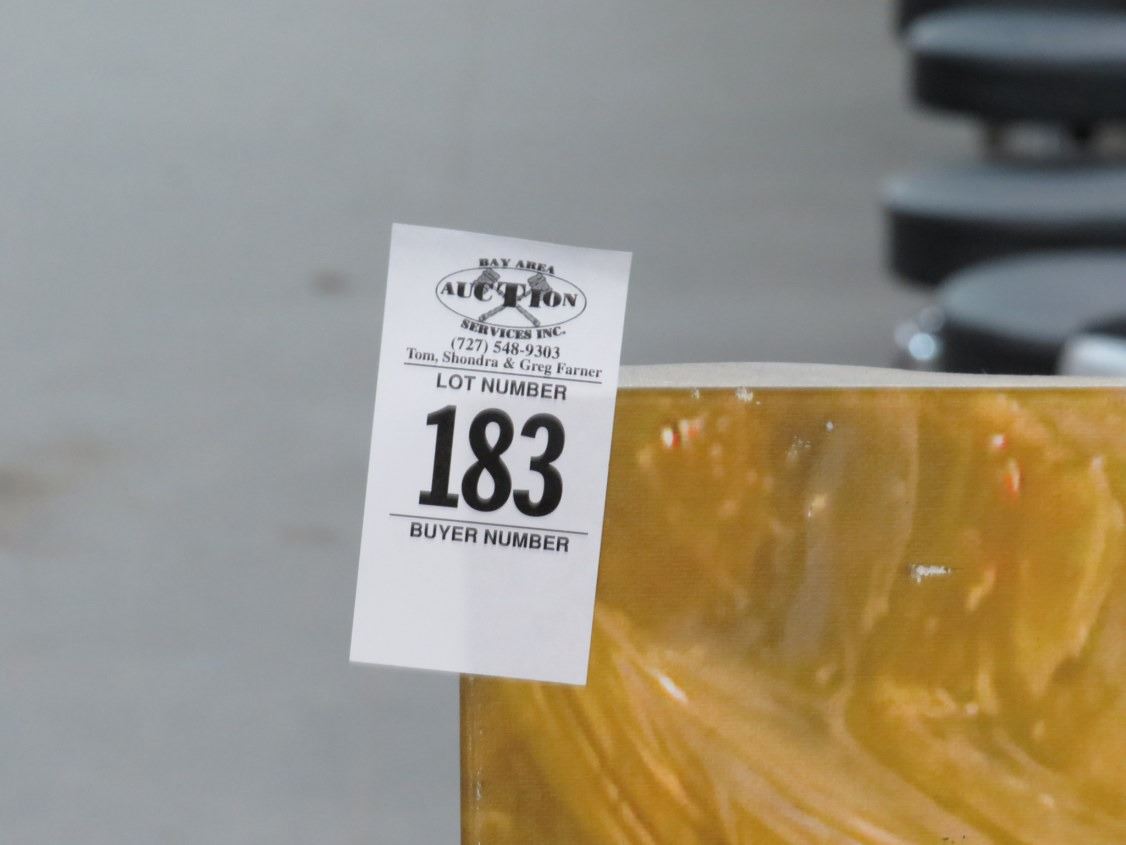 BAY AREA
AUCTION
SERVICES INC.
(727) 548-9303
Tom, Shondra & Greg Farner
LOT NUMBER
183
BUYER NUMBER